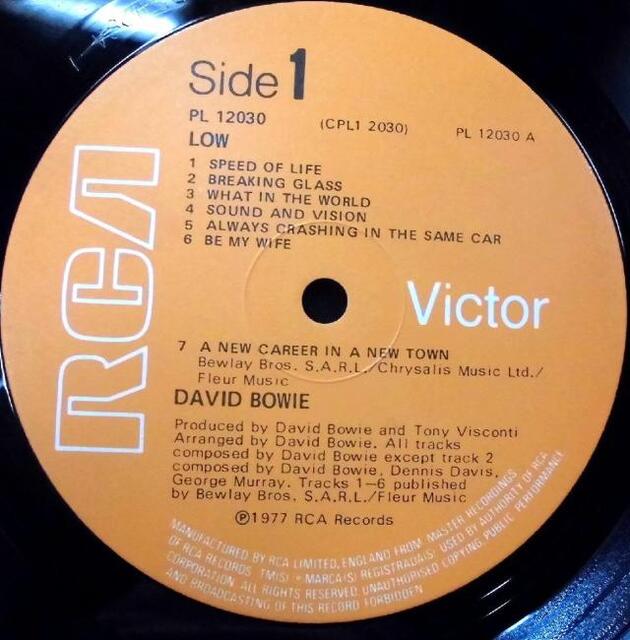 Side 1
PL 12030
(CPL1 2030)
PL 12030 A
LOW
1 SPEED OF LIFE
2 BREAKING GLASS
3 WHAT IN THE WORLD
4 SOUND AND VISION
5 ALWAYS CRASHING IN THE SAME CAR
6 BE MY WIFE
RCA
Victor
7 A NEW CAREER IN A NEW TOWN
Bewlay Bros. S.A.R.L./Chrysalis Music Ltd./
Fleur Music
DAVID BOWIE
Produced by David Bowie and Tony Visconti
Arranged by David Bowie. All tracks
composed by David Bowie except track 2
composed by David Bowie, Dennis Davis,
George Murray. Tracks 1–6 published
by Bewlay Bros. S.A.R.L./Fleur Music
℗1977 RCA Records
MANUFACTURED BY RCA LIMITED, ENGLAND FROM MASTER RECORDINGS
OF RCA RECORDS. TM(S) • MARCA(S) REGISTRADA(S) USED BY AUTHORITY OF RCA
CORPORATION. ALL RIGHTS RESERVED. UNAUTHORISED COPYING, PUBLIC PERFORMANCE
AND BROADCASTING OF THIS RECORD FORBIDDEN